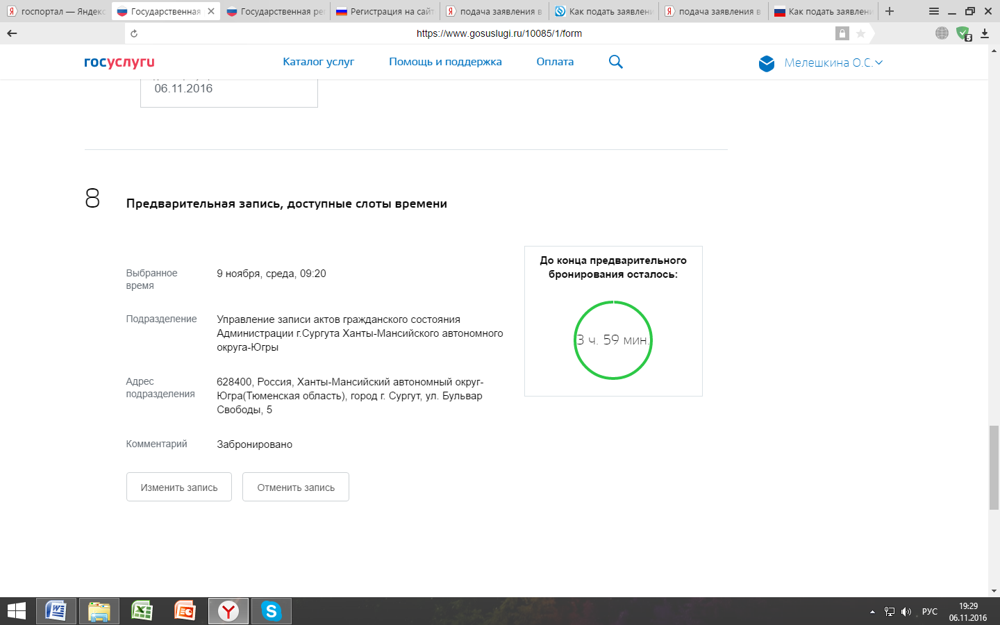 госпортал — Яндекс
Государственная
Государственная рег
Регистрация на сайт
подача заявления в
Как подать заявлени
подача заявления в
Как подать заявлени
https://www.gosuslugi.ru/10085/1/form
5
госуслуги
Каталог услуг
Помощь и поддержка
Оплата
Мелешкина О.С.
06.11.2016
8
Предварительная запись, доступные слоты времени
Выбранное
время
9 ноября, среда, 09:20
До конца предварительного
бронирования осталось:
3 ч. 59 мин.
Подразделение
Управление записи актов гражданского состояния
Администрации г.Сургута Ханты-Мансийского автономного
округа-Югры
Адрес
подразделения
628400, Россия, Ханты-Мансийский автономный округ-
Югра(Тюменская область), город г. Сургут, ул. Бульвар
Свободы, 5
Комментарий
Забронировано
Изменить запись
Отменить запись
РУС
19:29
06.11.2016